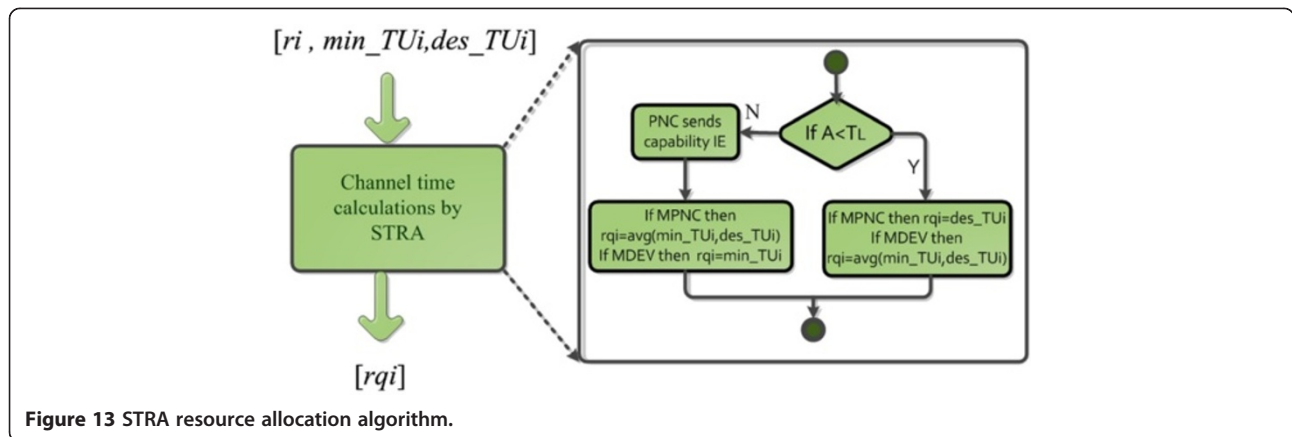 [ri , min_TUi,des_TUi]
Channel time
calculations by
STRA
[rqi]
If A<TL
N
Y
PNC sends
capability IE
If MPNC then
rqi=avg(min_TUi,des_TUi)
If MDEV then rqi=min_TUi
If MPNC then rqi=des_TUi
If MDEV then
rqi=avg(min_TUi,des_TUi)
Figure 13 STRA resource allocation algorithm.